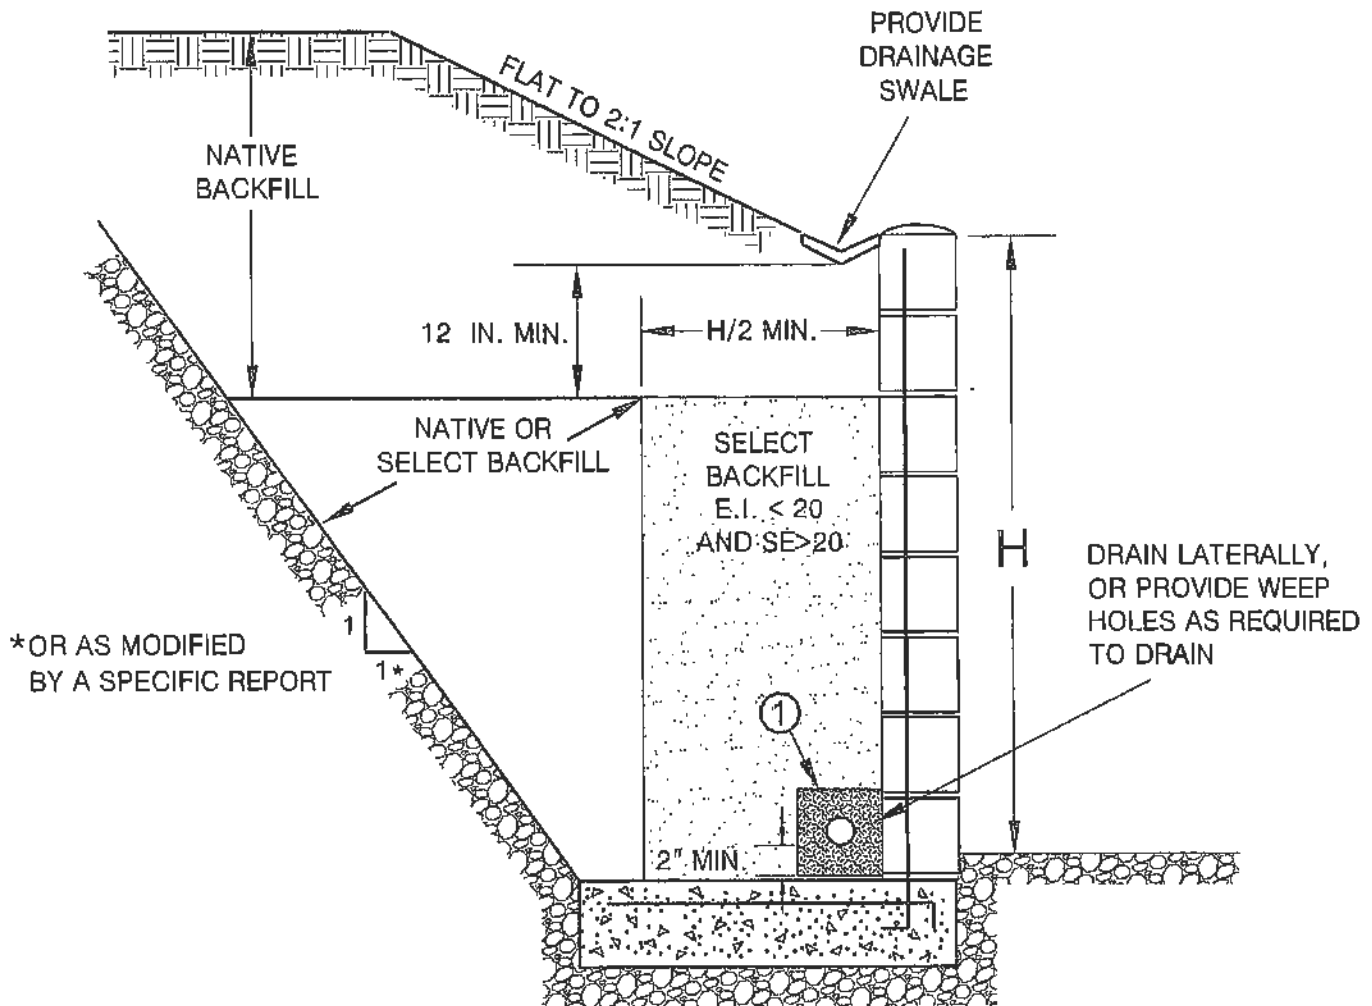 PROVIDE
DRAINAGE
SWALE
FLAT TO 2:1 SLOPE
NATIVE
BACKFILL
12 IN. MIN.
H/2 MIN.
NATIVE OR
SELECT BACKFILL
SELECT
BACKFILL
E.I. < 20
AND SE>20
H
DRAIN LATERALLY,
OR PROVIDE WEEP
HOLES AS REQUIRED
TO DRAIN
1
1*
*OR AS MODIFIED
BY A SPECIFIC REPORT
1
2" MIN.